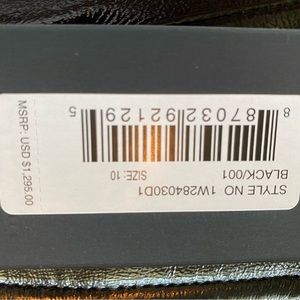 STYLE NO 1W284030D1
BLACK/001
SIZE: 10
8 87032 92129 5
MSRP: USD $1,295.00